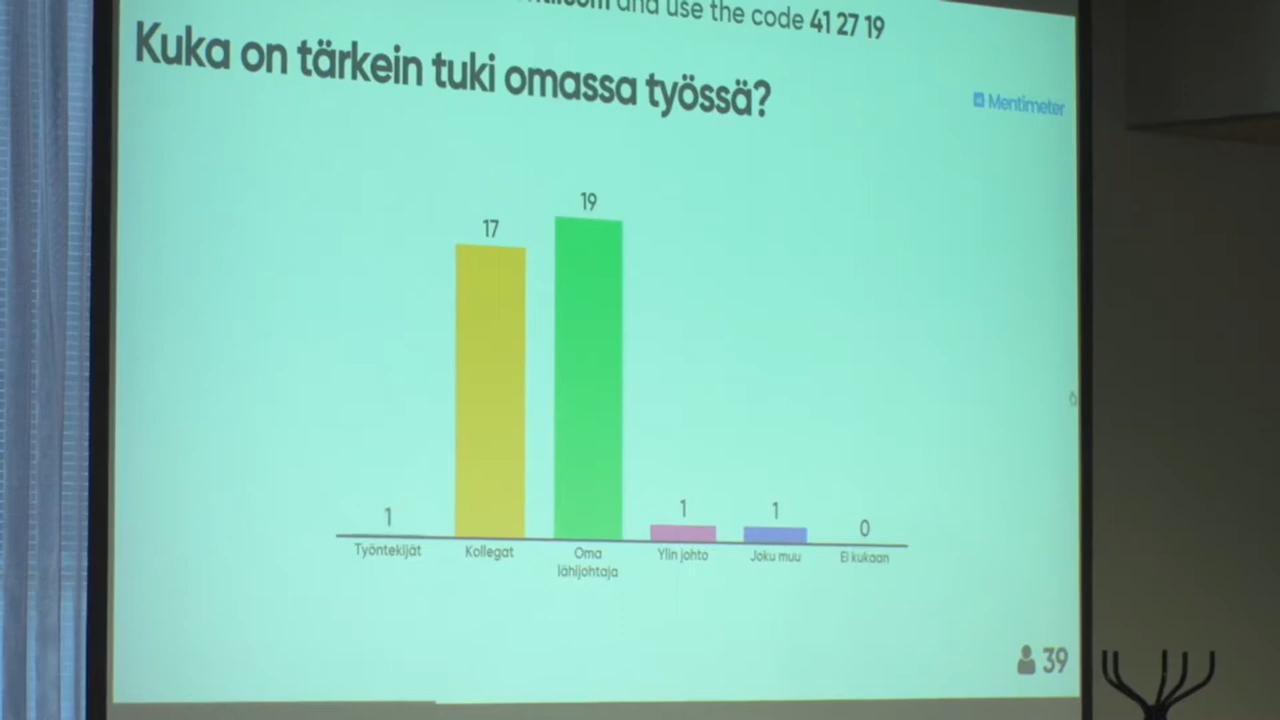 and use the code 41 27 19
Kuka on tärkein tuki omassa työssä?
Mentimeter
19
17
1
1
1
0
Työntekijät
Kollegat
Oma
lähijohtaja
Ylin johto
Joku muu
Ei kukaan
39